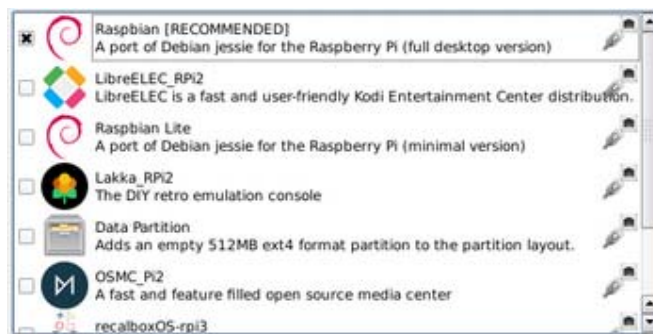 Raspbian [RECOMMENDED]
A port of Debian jessie for the Raspberry Pi (full desktop version)
LibreELEC_RPi2
LibreELEC is a fast and user-friendly Kodi Entertainment Center distribution.
Raspbian Lite
A port of Debian jessie for the Raspberry Pi (minimal version)
Lakka_RPi2
The DIY retro emulation console
Data Partition
Adds an empty 512MB ext4 format partition to the partition layout.
OSMC_Pi2
A fast and feature filled open source media center
recalboxOS-rpi3